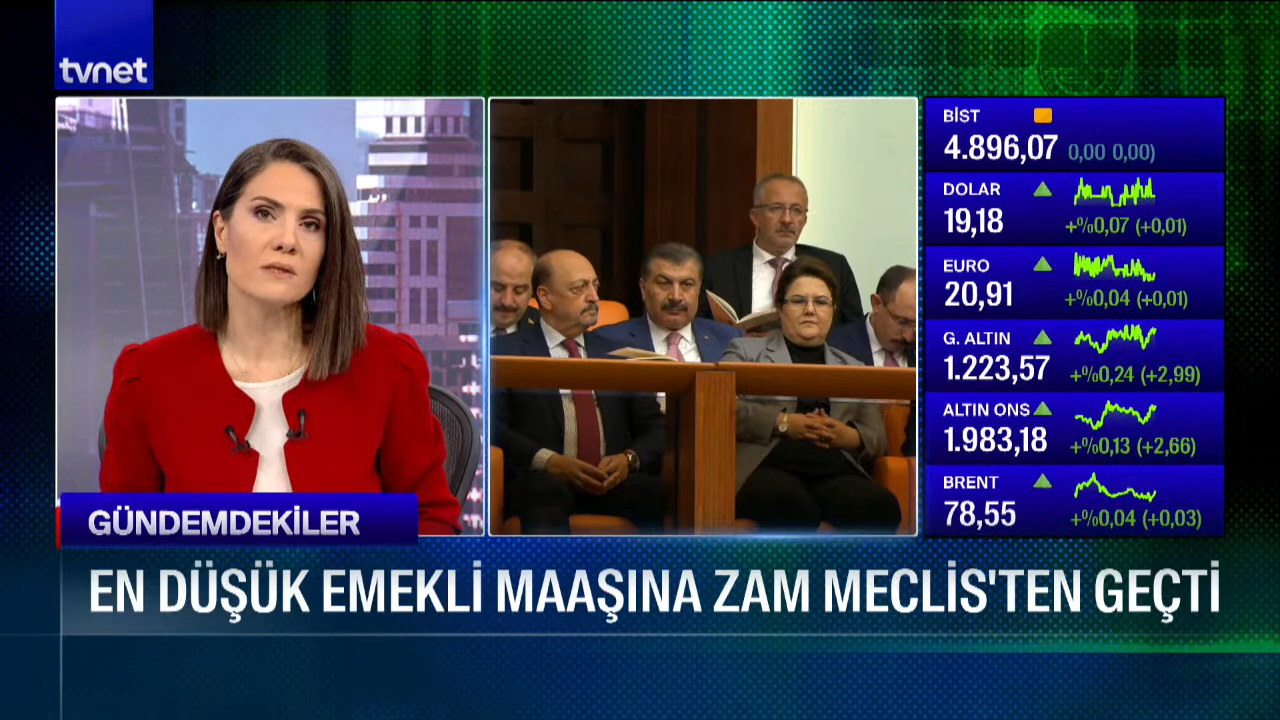 tvnet
BİST
4.896,07 0,00 0,00)
DOLAR
19,18 +%0,07 (+0,01)
EURO
20,91 +%0,04 (+0,01)
G. ALTIN
1.223,57 +%0,24 (+2,99)
ALTIN ONS
1.983,18 +%0,13 (+2,66)
BRENT
78,55 +%0,04 (+0,03)
GÜNDEMDEKİLER
EN DÜŞÜK EMEKLİ MAAŞINA ZAM MECLİS'TEN GEÇTİ